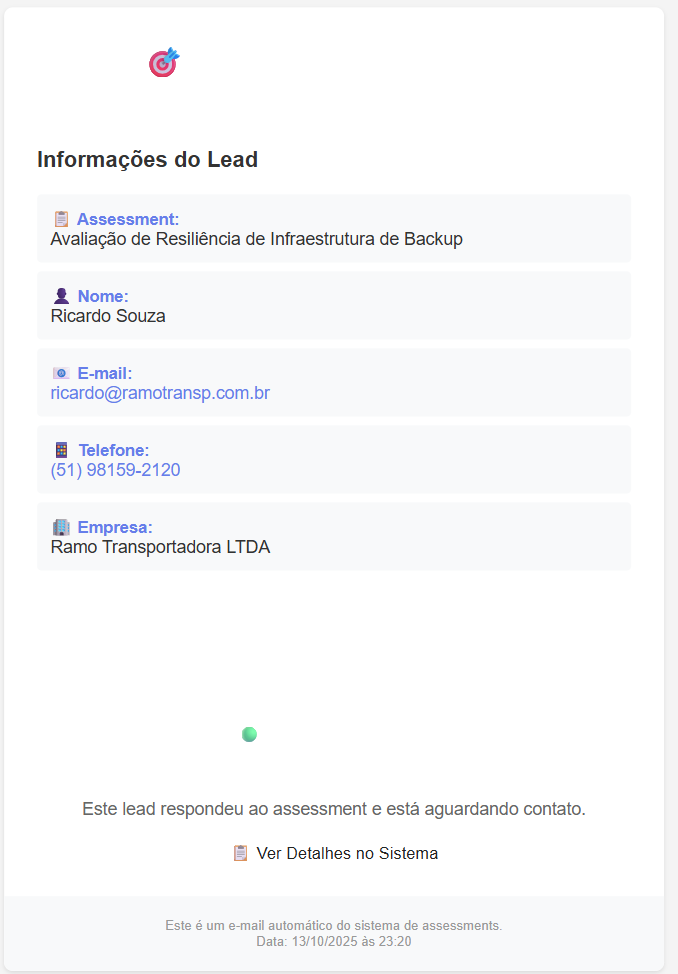 Informações do Lead
Assessment:
Avaliação de Resiliência de Infraestrutura de Backup
Nome:
Ricardo Souza
E-mail:
ricardo@ramotransp.com.br
Telefone:
(51) 98159-2120
Empresa:
Ramo Transportadora LTDA
Este lead respondeu ao assessment e está aguardando contato.
Ver Detalhes no Sistema
Este é um e-mail automático do sistema de assessments.
Data: 13/10/2025 às 23:20